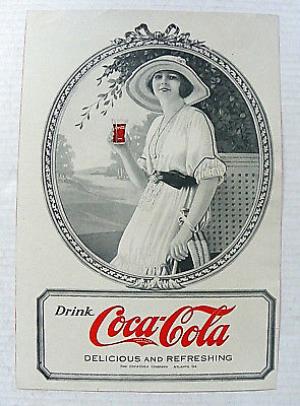 Drink
Coca-Cola
DELICIOUS AND REFRESHING
THE COCA-COLA COMPANY ATLANTA, GA.